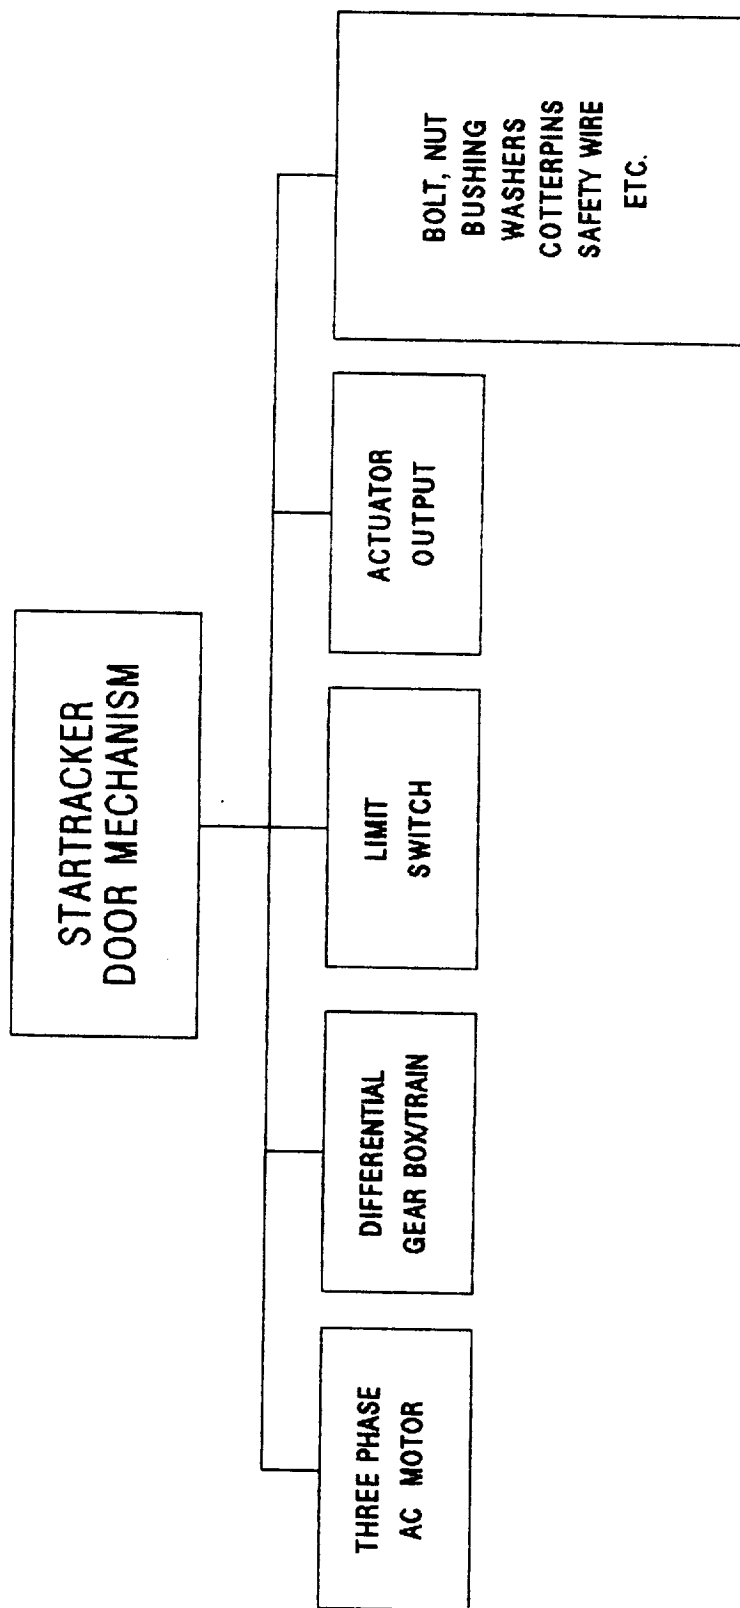 STARTRACKER
DOOR MECHANISM
THREE PHASE
AC MOTOR
DIFFERENTIAL
GEAR BOX/TRAIN
LIMIT
SWITCH
ACTUATOR
OUTPUT
BOLT, NUT
BUSHING
WASHERS
COTTERPINS
SAFETY WIRE
ETC.